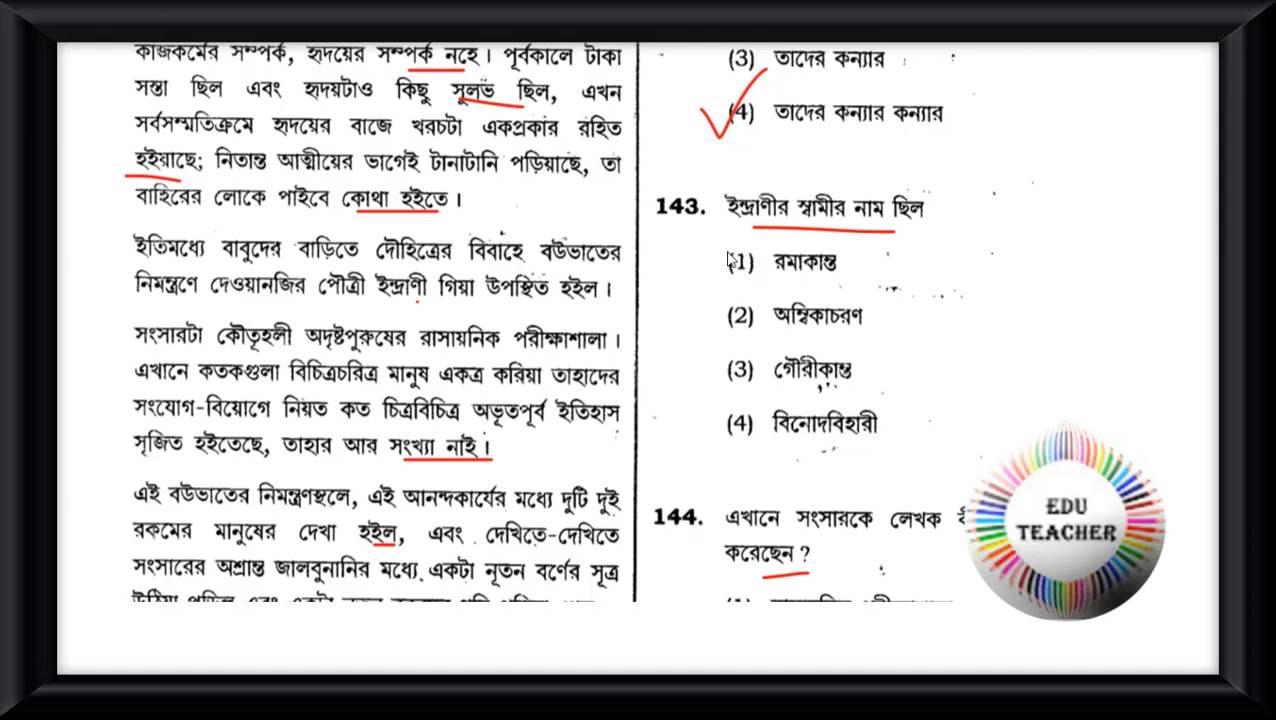 কাজকর্মের সম্পর্ক, হৃদয়ের সম্পর্ক নহে। পূর্বকালে টাকা
সস্তা ছিল এবং হৃদয়টাও কিছু সুলভ ছিল, এখন
সর্বসম্মতিক্রমে হৃদয়ের বাজে খরচটা একপ্রকার রহিত
হইয়াছে; নিতান্ত আত্মীয়ের ভাগেই টানাটানি পড়িয়াছে, তা
বাহিরের লোকে পাইবে কোথা হইতে।
ইতিমধ্যে বাবুদের বাড়িতে দৌহিত্রের বিবাহে বউভাতের
নিমন্ত্রণে দেওয়ানজির পৌত্রী ইন্দ্রাণী গিয়া উপস্থিত হইল।
সংসারটা কৌতূহলী অদৃষ্টপুরুষের রাসায়নিক পরীক্ষাশালা।
এখানে কতকগুলা বিচিত্রচরিত্র মানুষ একত্র করিয়া তাহাদের
সংযোগ-বিয়োগে নিয়ত কত চিত্রবিচিত্র অভূতপূর্ব ইতিহাস
সৃজিত হইতেছে, তাহার আর সংখ্যা নাই।
এই বউভাতের নিমন্ত্রণস্থলে, এই আনন্দকার্যের মধ্যে দুটি দুই
রকমের মানুষের দেখা হইল, এবং দেখিতে-দেখিতে
সংসারের অশ্রান্ত জালবুনানির মধ্যে একটা নূতন বর্ণের সূত্র
(3) তাদের কন্যার
(4) তাদের কন্যার কন্যার
143. ইন্দ্রাণীর স্বামীর নাম ছিল
(1) রমাকান্ত
(2) অম্বিকাচরণ
(3) গৌরীকান্ত
(4) বিনোদবিহারী
144. এখানে সংসারকে লেখক
করেছেন ?
EDU
TEACHER